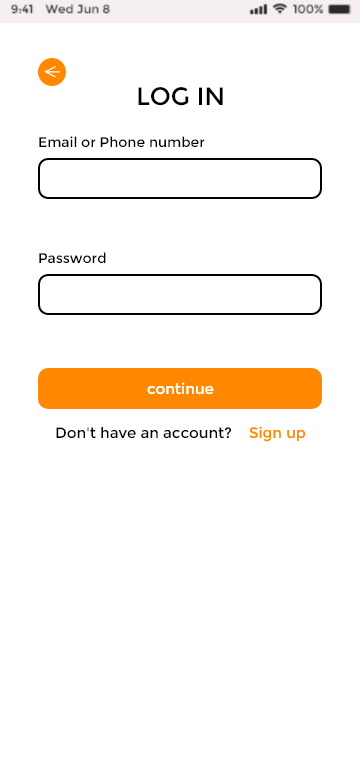 9:41 Wed Jun 8 100%
LOG IN
Email or Phone number
Password
continue
Don't have an account? Sign up